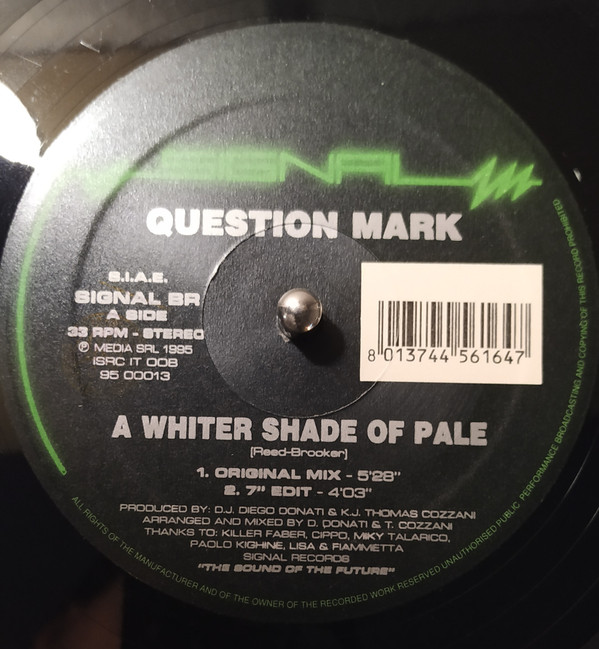 SIGNAL
QUESTION MARK
S.I.A.E.
SIGNAL BR
A SIDE
33 RPM - STEREO
℗ MEDIA SRL 1995
ISRC IT 00B
95 00013
8 013744 561647
A WHITER SHADE OF PALE
[Reed-Brooker]
1. ORIGINAL MIX - 5'28"
2. 7" EDIT - 4'03"
PRODUCED BY: D.J. DIEGO DONATI & K.J. THOMAS COZZANI
ARRANGED AND MIXED BY D. DONATI & T. COZZANI
THANKS TO: KILLER FABER, CIPPO, MIKY TALARICO,
PAOLO KIGHINE, LISA & FIAMMETTA
SIGNAL RECORDS
"THE SOUND OF THE FUTURE"
ALL RIGHTS OF THE MANUFACTURER AND OF THE OWNER OF THE RECORDED WORK RESERVED UNAUTHORISED PUBLIC PERFORMANCE BROADCASTING AND COPYING OF THIS RECORD PROHIBITED